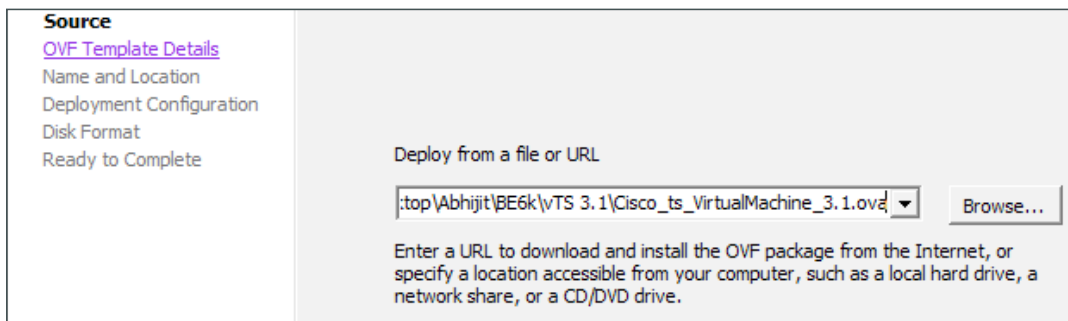 Source
OVF Template Details
Name and Location
Deployment Configuration
Disk Format
Ready to Complete
Deploy from a file or URL
:top\Abhijit\BE6k\vTS 3.1\Cisco_ts_VirtualMachine_3.1.ova
Browse...
Enter a URL to download and install the OVF package from the Internet, or
specify a location accessible from your computer, such as a local hard drive, a
network share, or a CD/DVD drive.